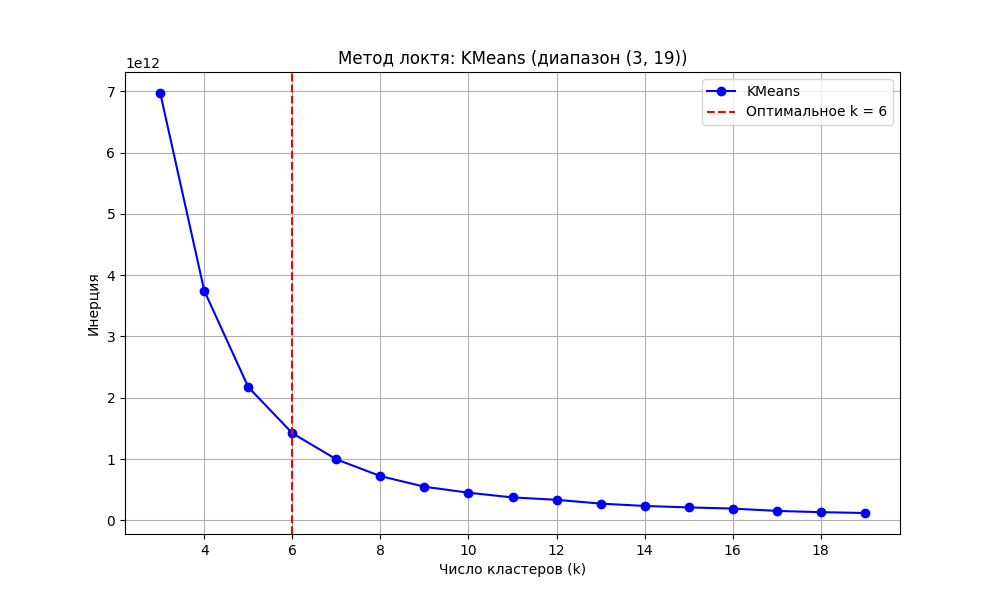 Метод локтя: KMeans (диапазон (3, 19))
1e12
KMeans
Оптимальное k = 6
7
6
5
4
3
2
1
0
Инерция
4 6 8 10 12 14 16 18
Число кластеров (k)